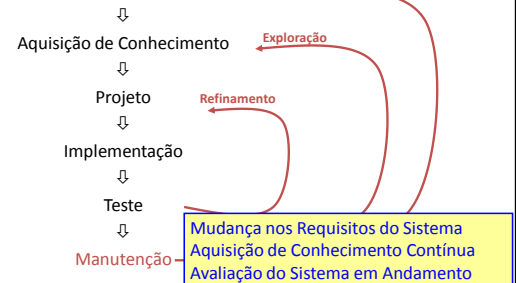 Aquisição de Conhecimento
Exploração
Projeto
Refinamento
Implementação
Teste
Manutenção
Mudança nos Requisitos do Sistema
Aquisição de Conhecimento Contínua
Avaliação do Sistema em Andamento